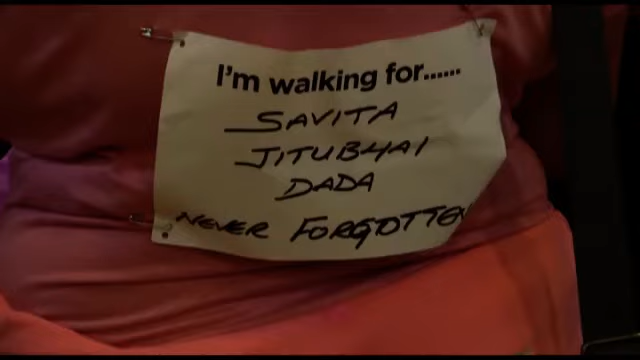 I'm walking for......
SAVITA
JITUBHAI
DADA
NEVER FORGOTTEN